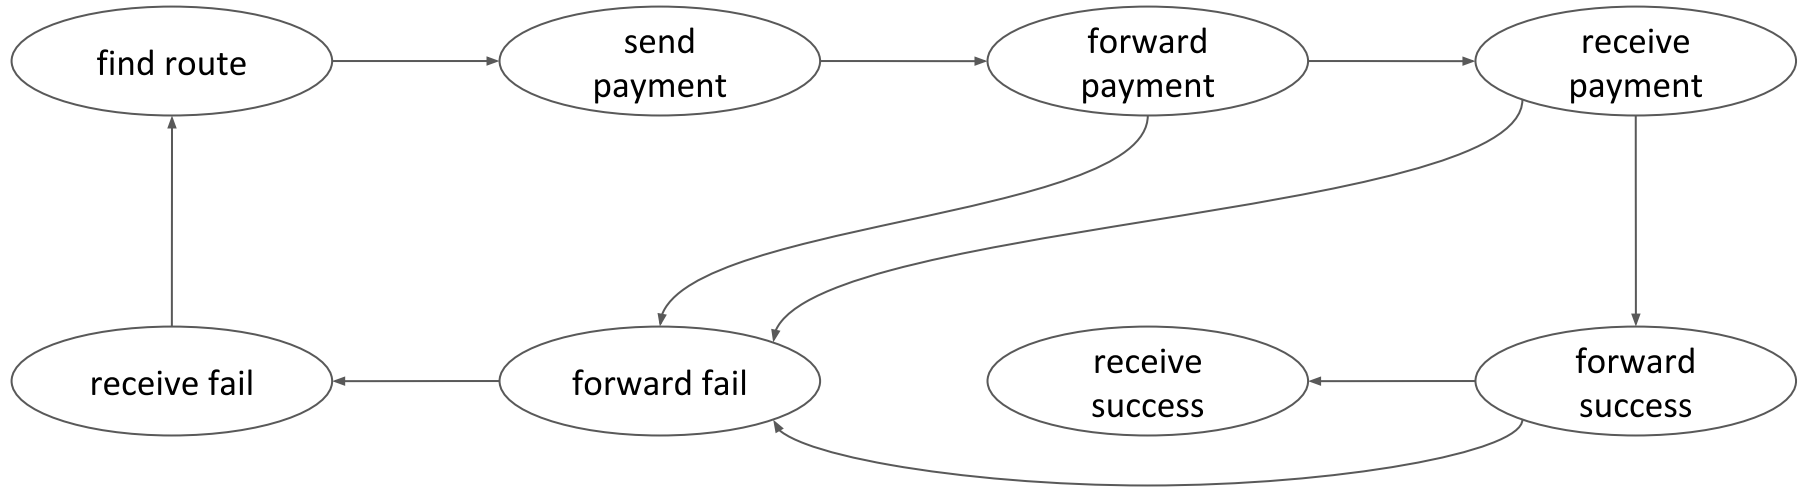 find route
send
payment
forward
payment
receive
payment
receive fail
forward fail
receive
success
forward
success